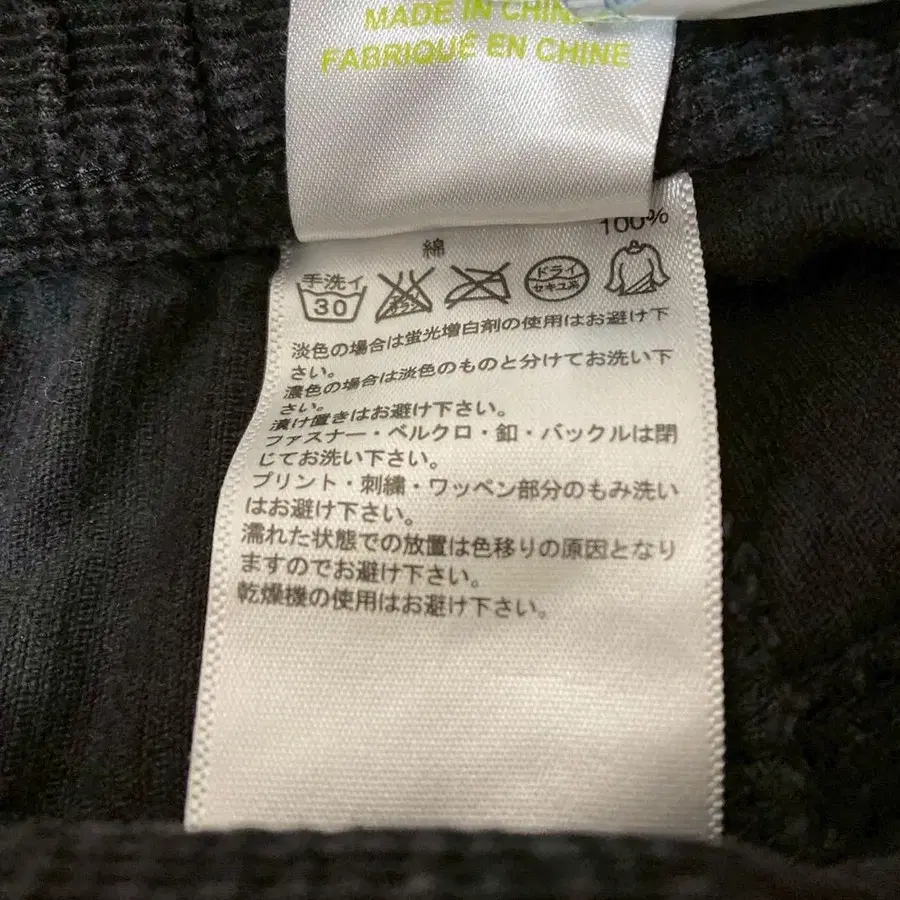 MADE IN CHINA
FABRIQUÉ EN CHINE
100%
綿
手洗イ
30
ドライ
セキユ系
淡色の場合は蛍光増白剤の使用はお避け下
さい。
濃色の場合は淡色のものと分けてお洗い下
さい。
漬け置きはお避け下さい。
ファスナー・ベルクロ・釦・バックルは閉
じてお洗い下さい。
プリント・刺繍・ワッペン部分のもみ洗い
はお避け下さい。
濡れた状態での放置は色移りの原因となり
ますのでお避け下さい。
乾燥機の使用はお避け下さい。